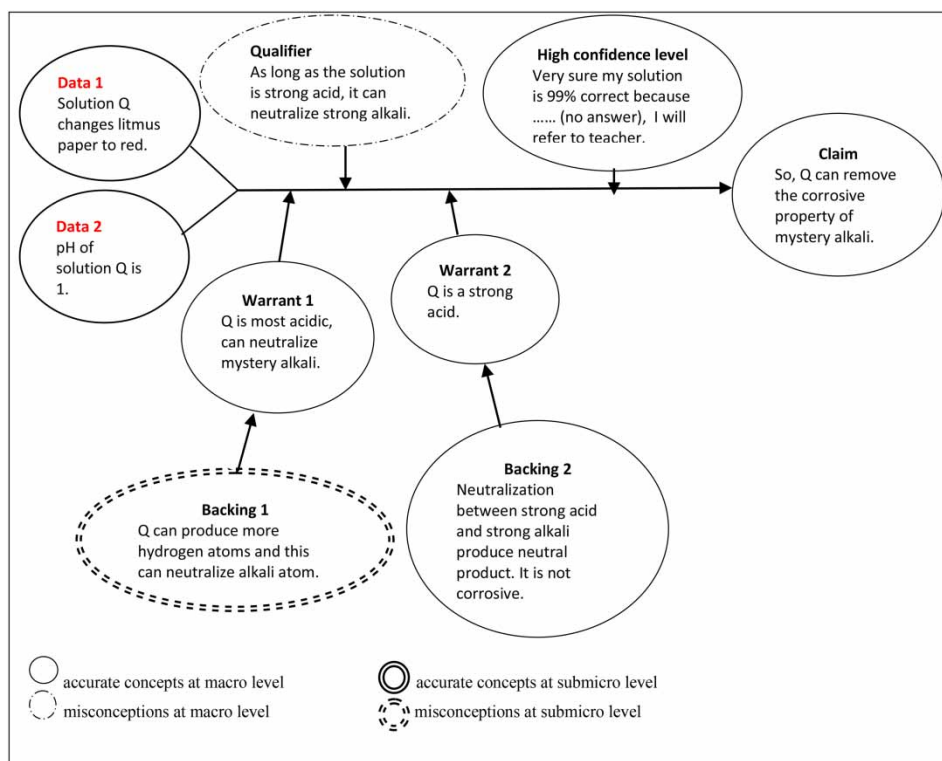 Data 1
Solution Q
changes litmus
paper to red.
Qualifier
As long as the solution
is strong acid, it can
neutralize strong alkali.
High confidence level
Very sure my solution
is 99% correct because
...... (no answer),  I will
refer to teacher.
Claim
So, Q can remove
the corrosive
property of
mystery alkali.
Data 2
pH of
solution Q is
1.
Warrant 1
Q is most acidic,
can neutralize
mystery alkali.
Warrant 2
Q is a strong
acid.
Backing 1
Q can produce more
hydrogen atoms and this
can neutralize alkali atom.
Backing 2
Neutralization
between strong acid
and strong alkali
produce neutral
product. It is not
corrosive.
accurate concepts at macro level
misconceptions at macro level
accurate concepts at submicro level
misconceptions at submicro level